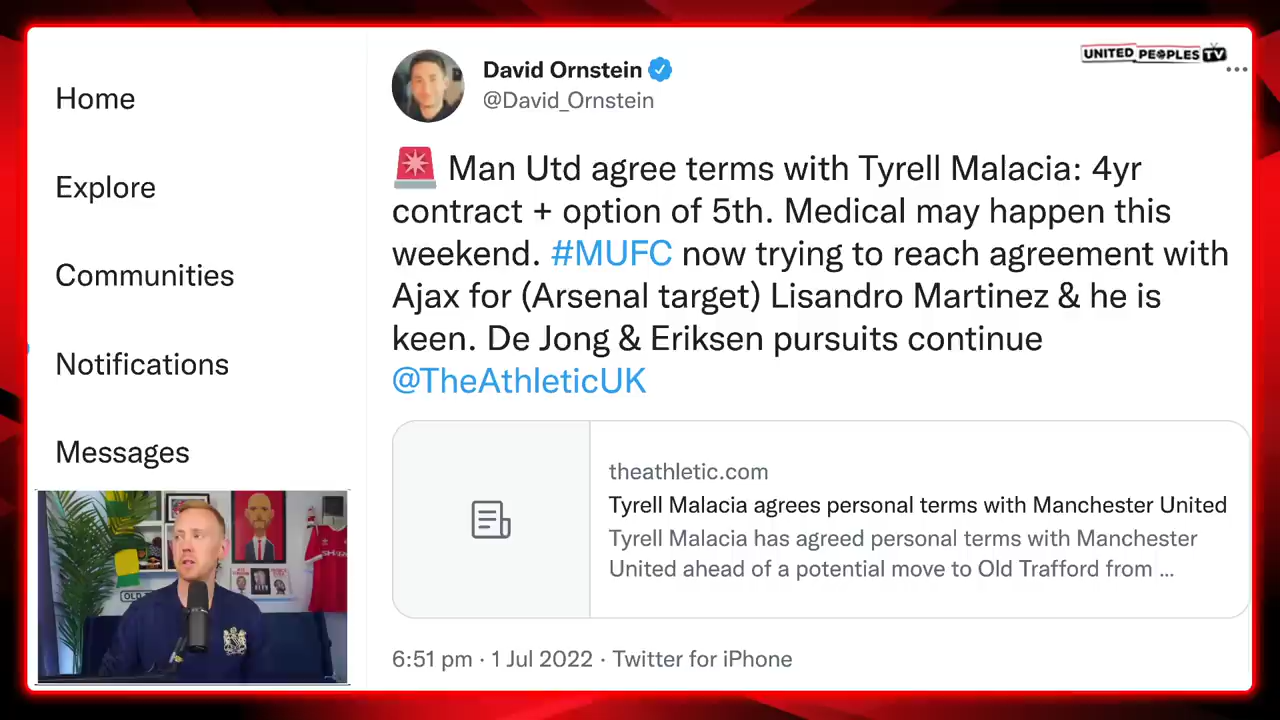 UNITED PEOPLES TV
Home
Explore
Communities
Notifications
Messages
David Ornstein
@David_Ornstein
Man Utd agree terms with Tyrell Malacia: 4yr
contract + option of 5th. Medical may happen this
weekend. #MUFC now trying to reach agreement with
Ajax for (Arsenal target) Lisandro Martinez & he is
keen. De Jong & Eriksen pursuits continue
@TheAthleticUK
theathletic.com
Tyrell Malacia agrees personal terms with Manchester United
Tyrell Malacia has agreed personal terms with Manchester
United ahead of a potential move to Old Trafford from ...
6:51 pm · 1 Jul 2022 · Twitter for iPhone